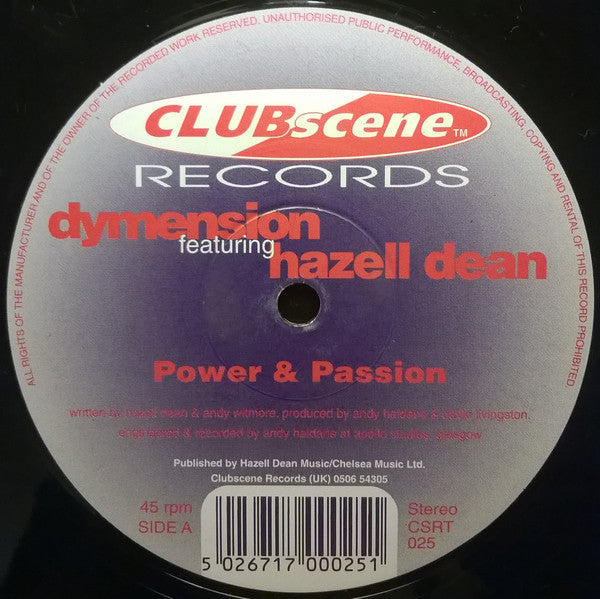 ALL RIGHTS OF THE MANUFACTURER AND OF THE OWNER OF THE RECORDED WORK RESERVED. UNAUTHORISED PUBLIC PERFORMANCE, BROADCASTING, COPYING AND RENTAL OF THIS RECORD PROHIBITED
CLUBscene TM
RECORDS
dymension
featuring
hazell dean
Power & Passion
written by hazell dean & andy witmore. produced by andy haldane & livingston.
engineered & recorded by andy haldane at apollo studios, glasgow
Published by Hazell Dean Music/Chelsea Music Ltd.
Clubscene Records (UK) 0506 54305
45 rpm
SIDE A
Stereo
CSRT
025
5 026717 000251